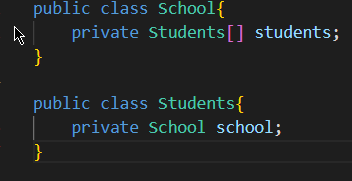 public class School{
    private Students[] students;
}
public class Students{
    private School school;
}